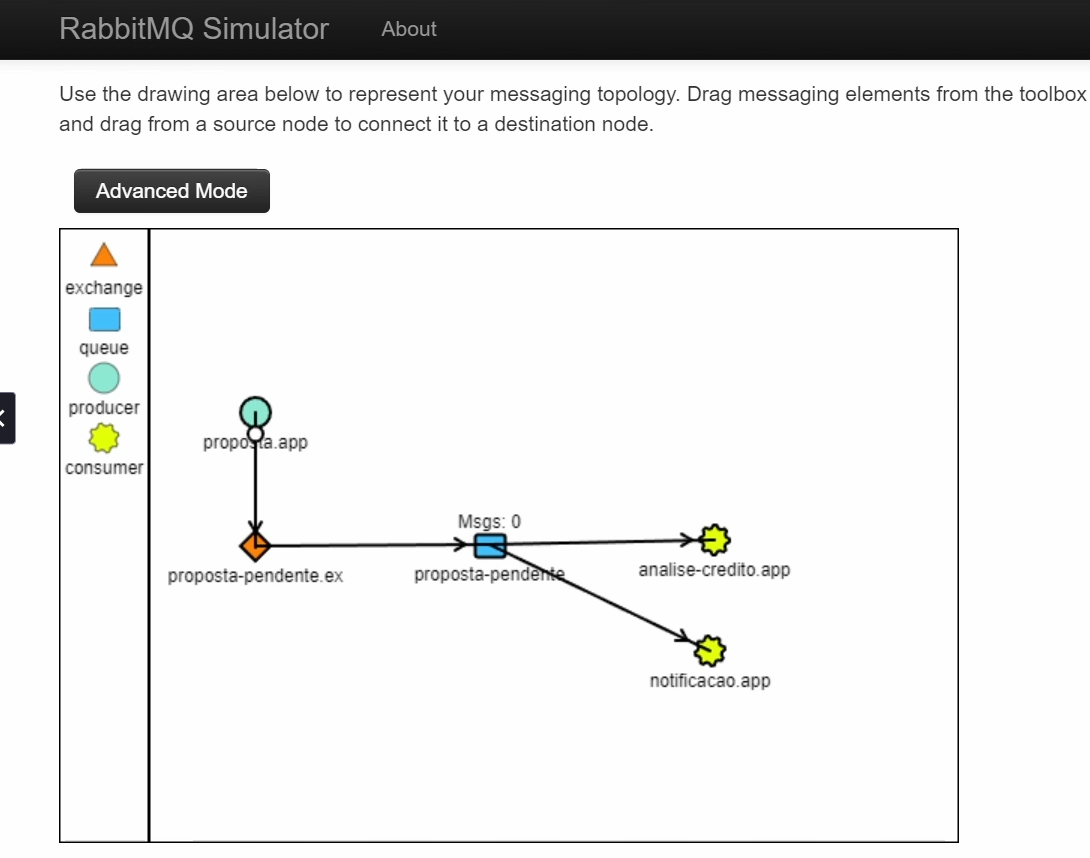 RabbitMQ Simulator About
Use the drawing area below to represent your messaging topology. Drag messaging elements from the toolbox
and drag from a source node to connect it to a destination node.
Advanced Mode
exchange
queue
producer
consumer
proposta.app
proposta-pendente.ex
Msgs: 0
proposta-pendente
analise-credito.app
notificacao.app